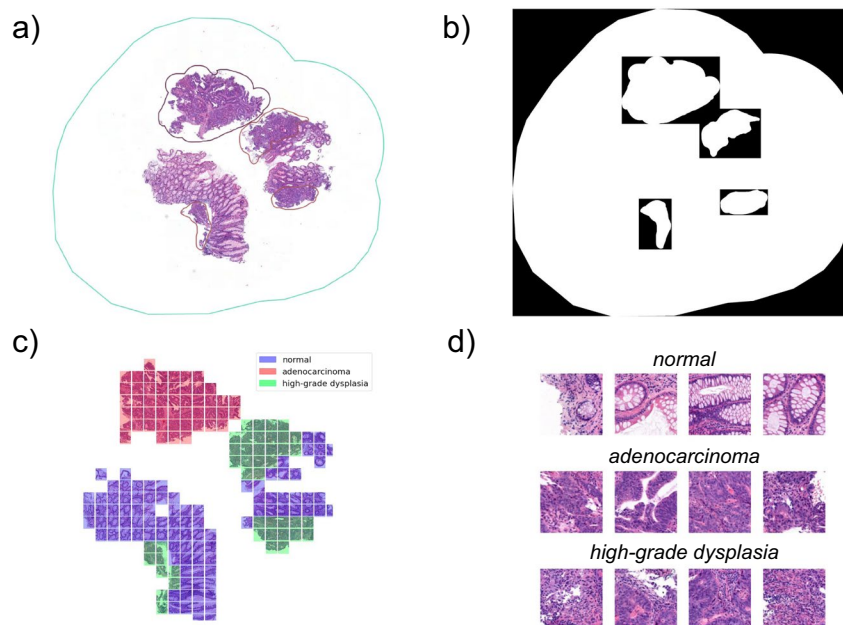 a)
b)
c)
normal
adenocarcinoma
high-grade dysplasia
d)
normal
adenocarcinoma
high-grade dysplasia